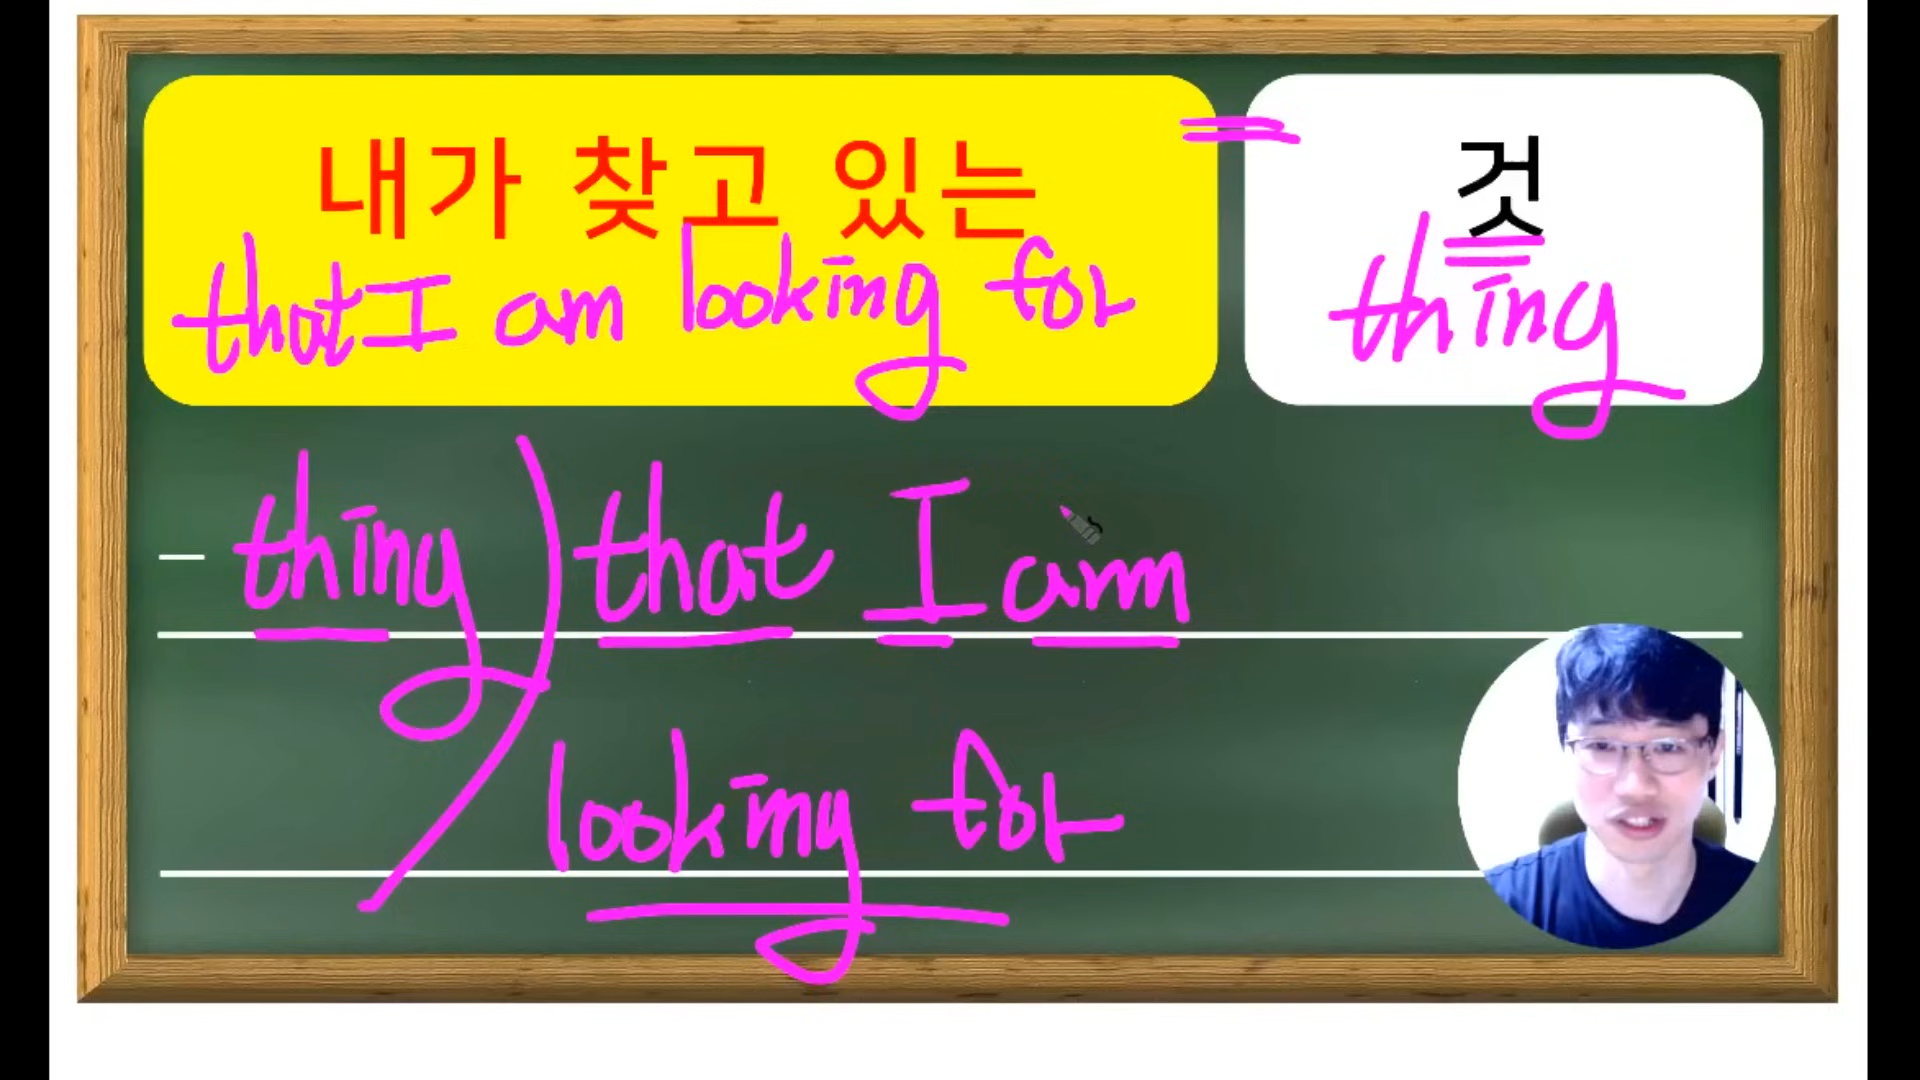 내가 찾고 있는 = 것
that I am looking for thing
- thing ) that I am
looking for